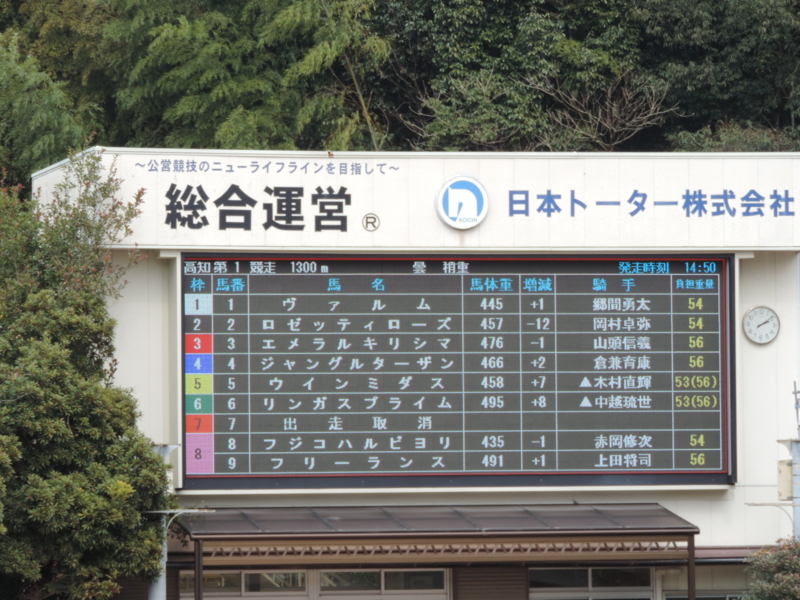 ～公営競技のニューライフラインを目指して～
総合運営®
KOCHI
日本トーター株式会社
高知 第 1 競走 1300m 曇 稍重 発走時刻 14:50
枠 馬番 馬名 馬体重 増減 騎手 負担重量
1 1 ヴァルム 445 +1 郷間勇太 54
2 2 ロゼッティローズ 457 -12 岡村卓弥 54
3 3 エメラルキリシマ 476 -1 山頭信義 56
4 4 ジャングルターザン 466 +2 倉兼育康 56
5 5 ウインミダス 458 +7 ▲木村直輝 53(56)
6 6 リンガスプライム 495 +8 ▲中越琉世 53(56)
7 7 出走取消
8 8 フジコハルビヨリ 435 -1 赤岡修次 54
9 フリーランス 491 +1 上田将司 56